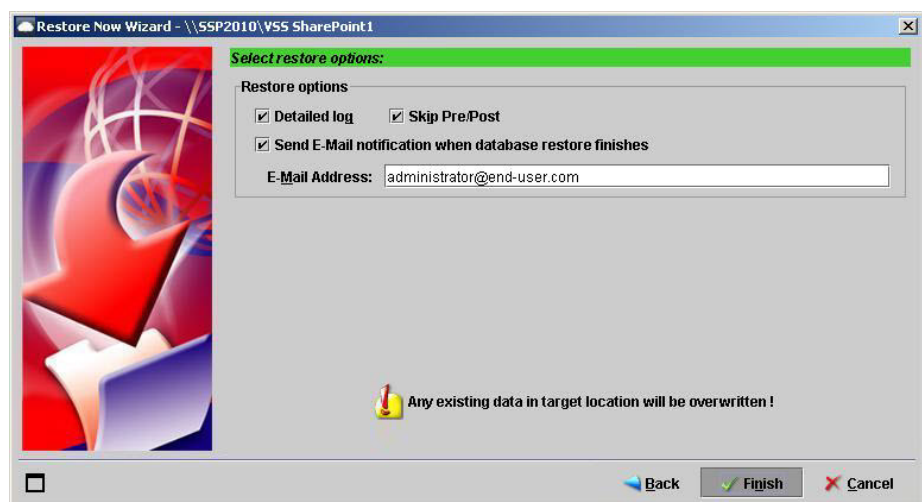 Restore Now Wizard - \\SSP2010\VSS SharePoint1
Select restore options:
Restore options
Detailed log Skip Pre/Post
Send E-Mail notification when database restore finishes
E-Mail Address: administrator@end-user.com
Any existing data in target location will be overwritten !
Back Finish Cancel